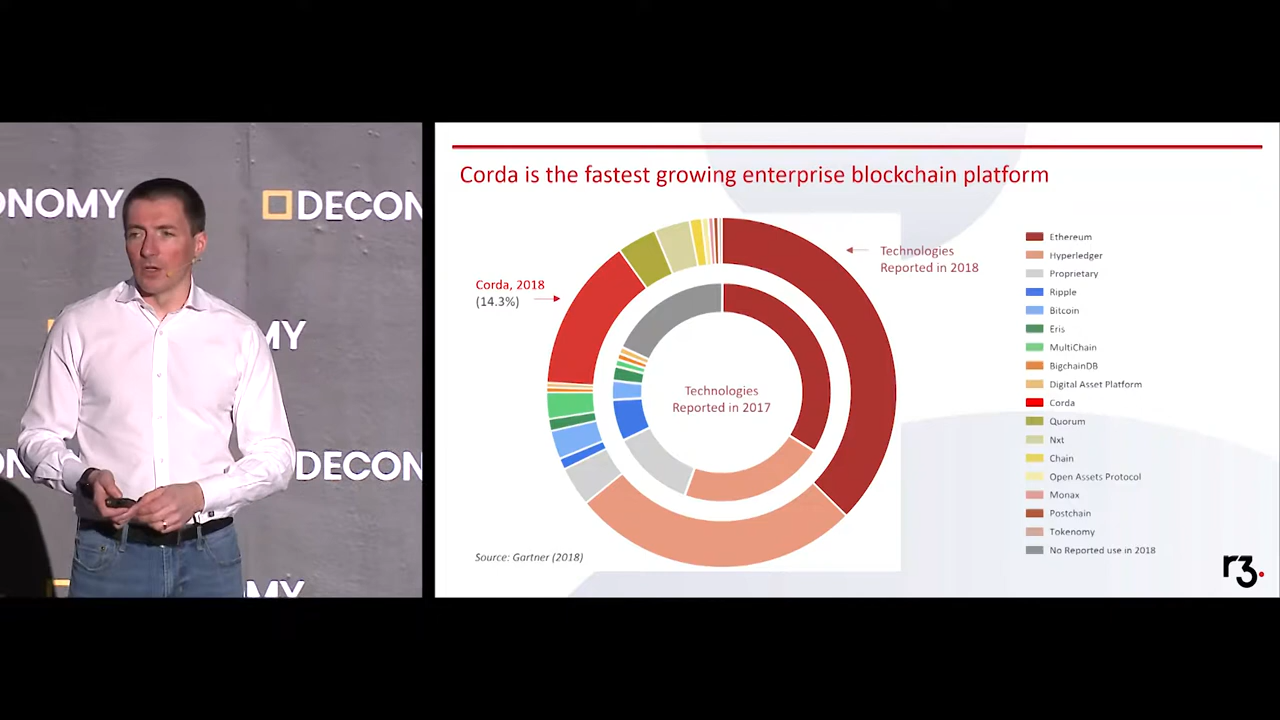 ONOMY
DECON
MY
ON
DECON
MY
Corda is the fastest growing enterprise blockchain platform
Corda, 2018
(14.3%)
Technologies
Reported in 2018
Technologies
Reported in 2017
Ethereum
Hyperledger
Proprietary
Ripple
Bitcoin
Eris
MultiChain
BigchainDB
Digital Asset Platform
Corda
Quorum
Nxt
Chain
Open Assets Protocol
Monax
Postchain
Tokenomy
No Reported use in 2018
Source: Gartner (2018)
r3.